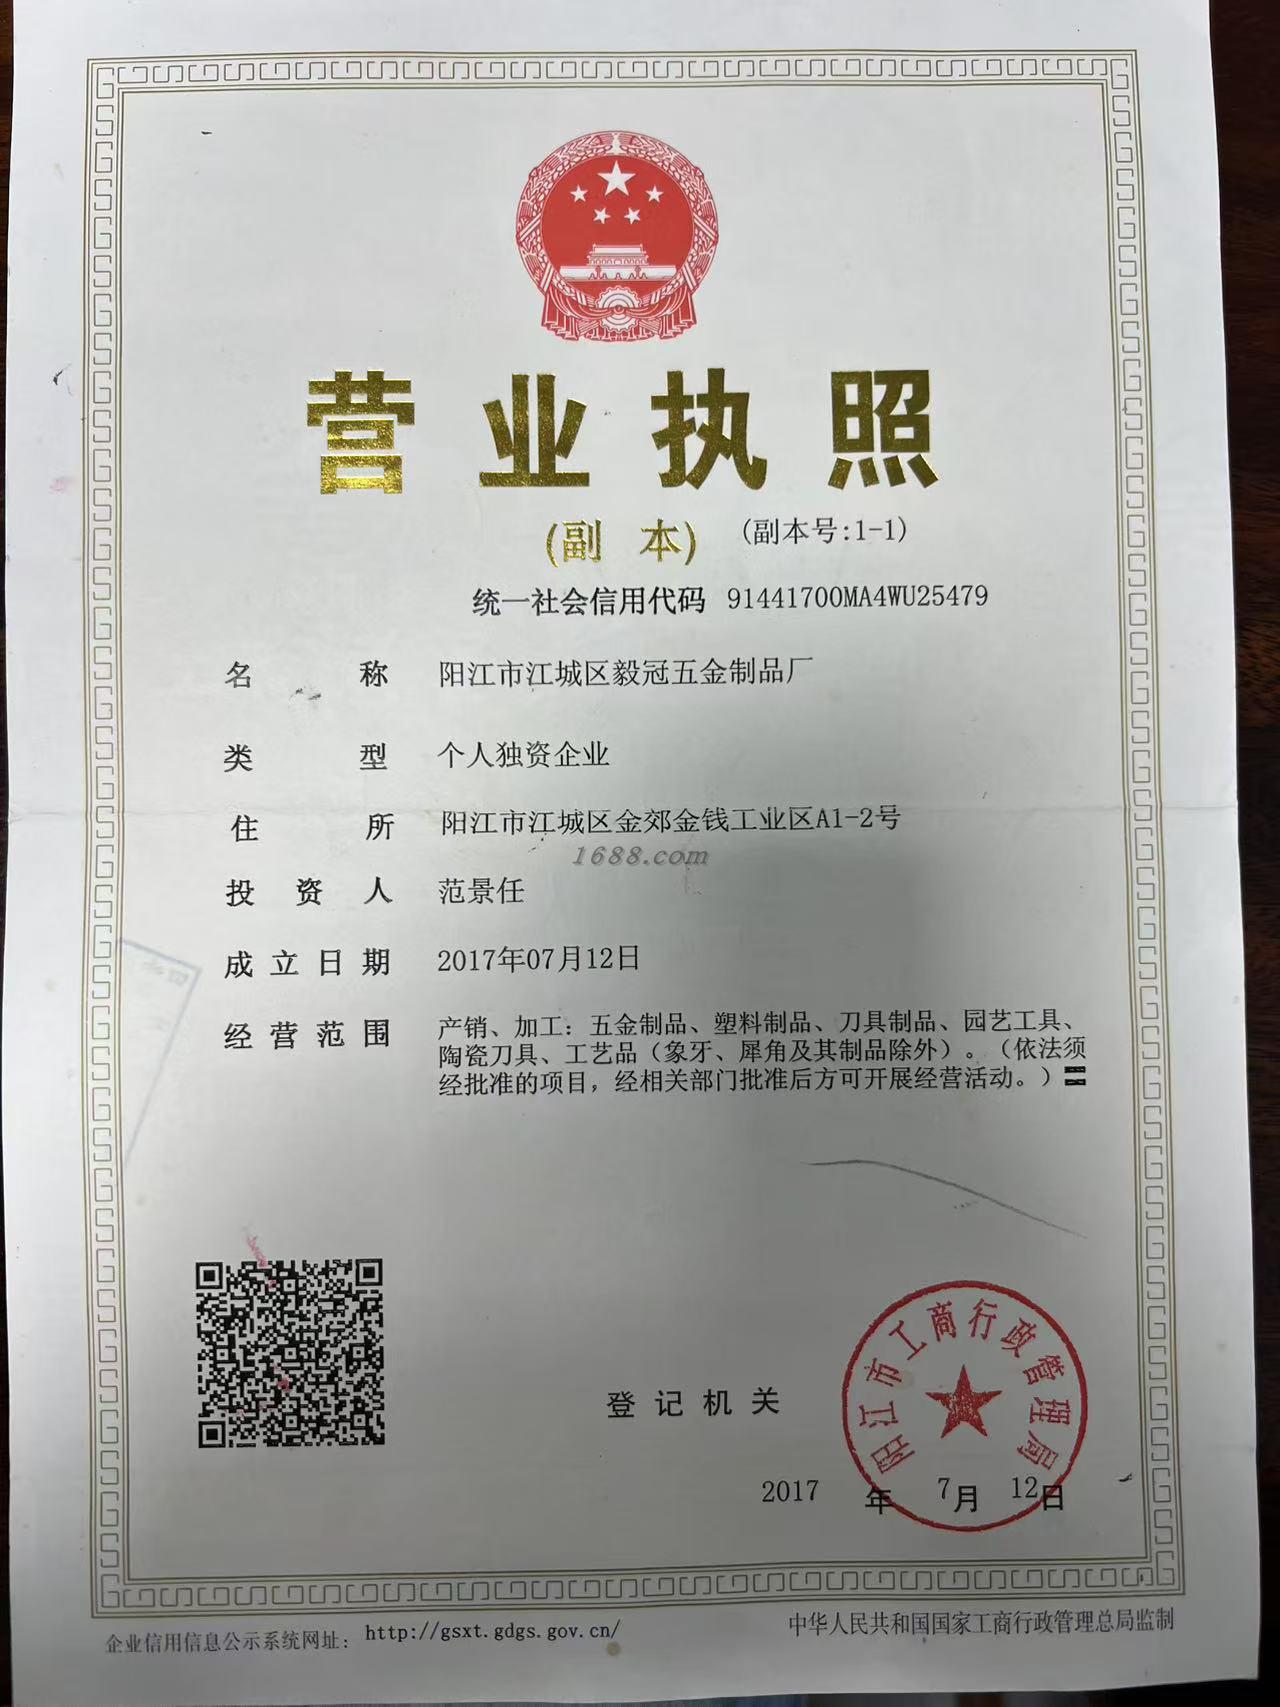 营业执照
(副本) (副本号:1-1)
统一社会信用代码 91441700MA4WU25479
名称 阳江市江城区毅冠五金制品厂
类型 个人独资企业
住所 阳江市江城区金郊金钱工业区A1-2号
1688.com
投资人 范景任
成立日期 2017年07月12日
经营范围 产销、加工：五金制品、塑料制品、刀具制品、园艺工具、
陶瓷刀具、工艺品（象牙、犀角及其制品除外）。（依法须
经批准的项目，经相关部门批准后方可开展经营活动。）
阳江市工商行政管理局
登记机关
2017 年 7月 12日
企业信用信息公示系统网址： http://gsxt.gdgs.gov.cn/ 中华人民共和国国家工商行政管理总局监制